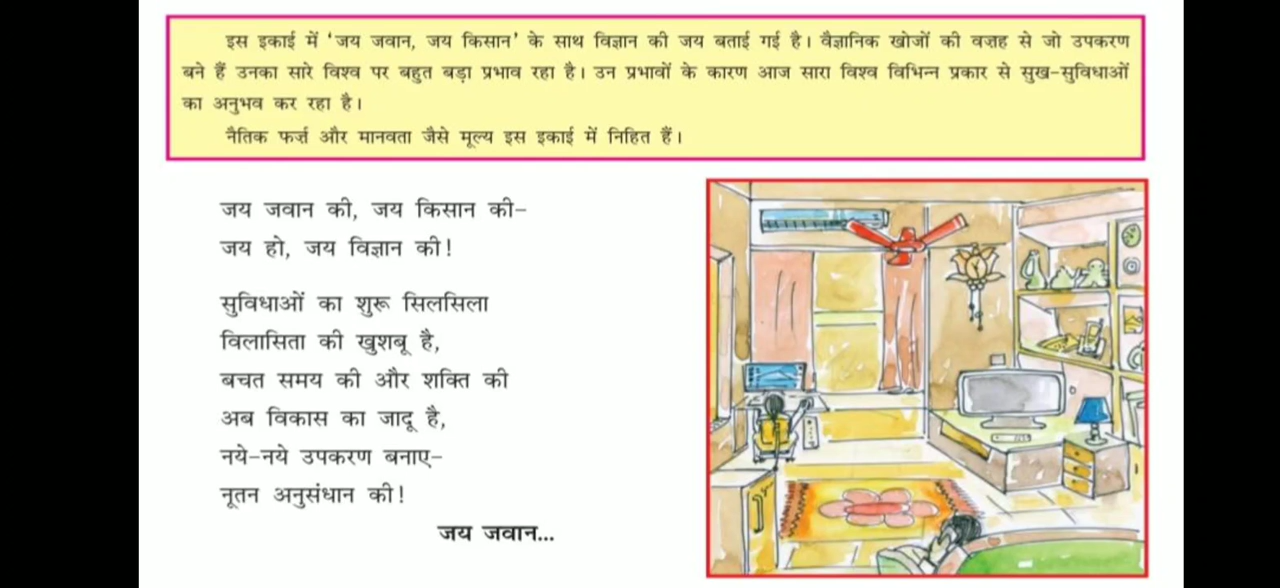 इस इकाई में ‘जय जवान, जय किसान’ के साथ विज्ञान की जय बताई गई है। वैज्ञानिक खोजों की वज़ह से जो उपकरण
बने हैं उनका सारे विश्व पर बहुत बड़ा प्रभाव रहा है। उन प्रभावों के कारण आज सारा विश्व विभिन्न प्रकार से सुख-सुविधाओं
का अनुभव कर रहा है।
नैतिक फर्ज़ और मानवता जैसे मूल्य इस इकाई में निहित हैं।
जय जवान की, जय किसान की-
जय हो, जय विज्ञान की!
सुविधाओं का शुरू सिलसिला
विलासिता की खुशबू है,
बचत समय की और शक्ति की
अब विकास का जादू है,
नये-नये उपकरण बनाए-
नूतन अनुसंधान की!
जय जवान...